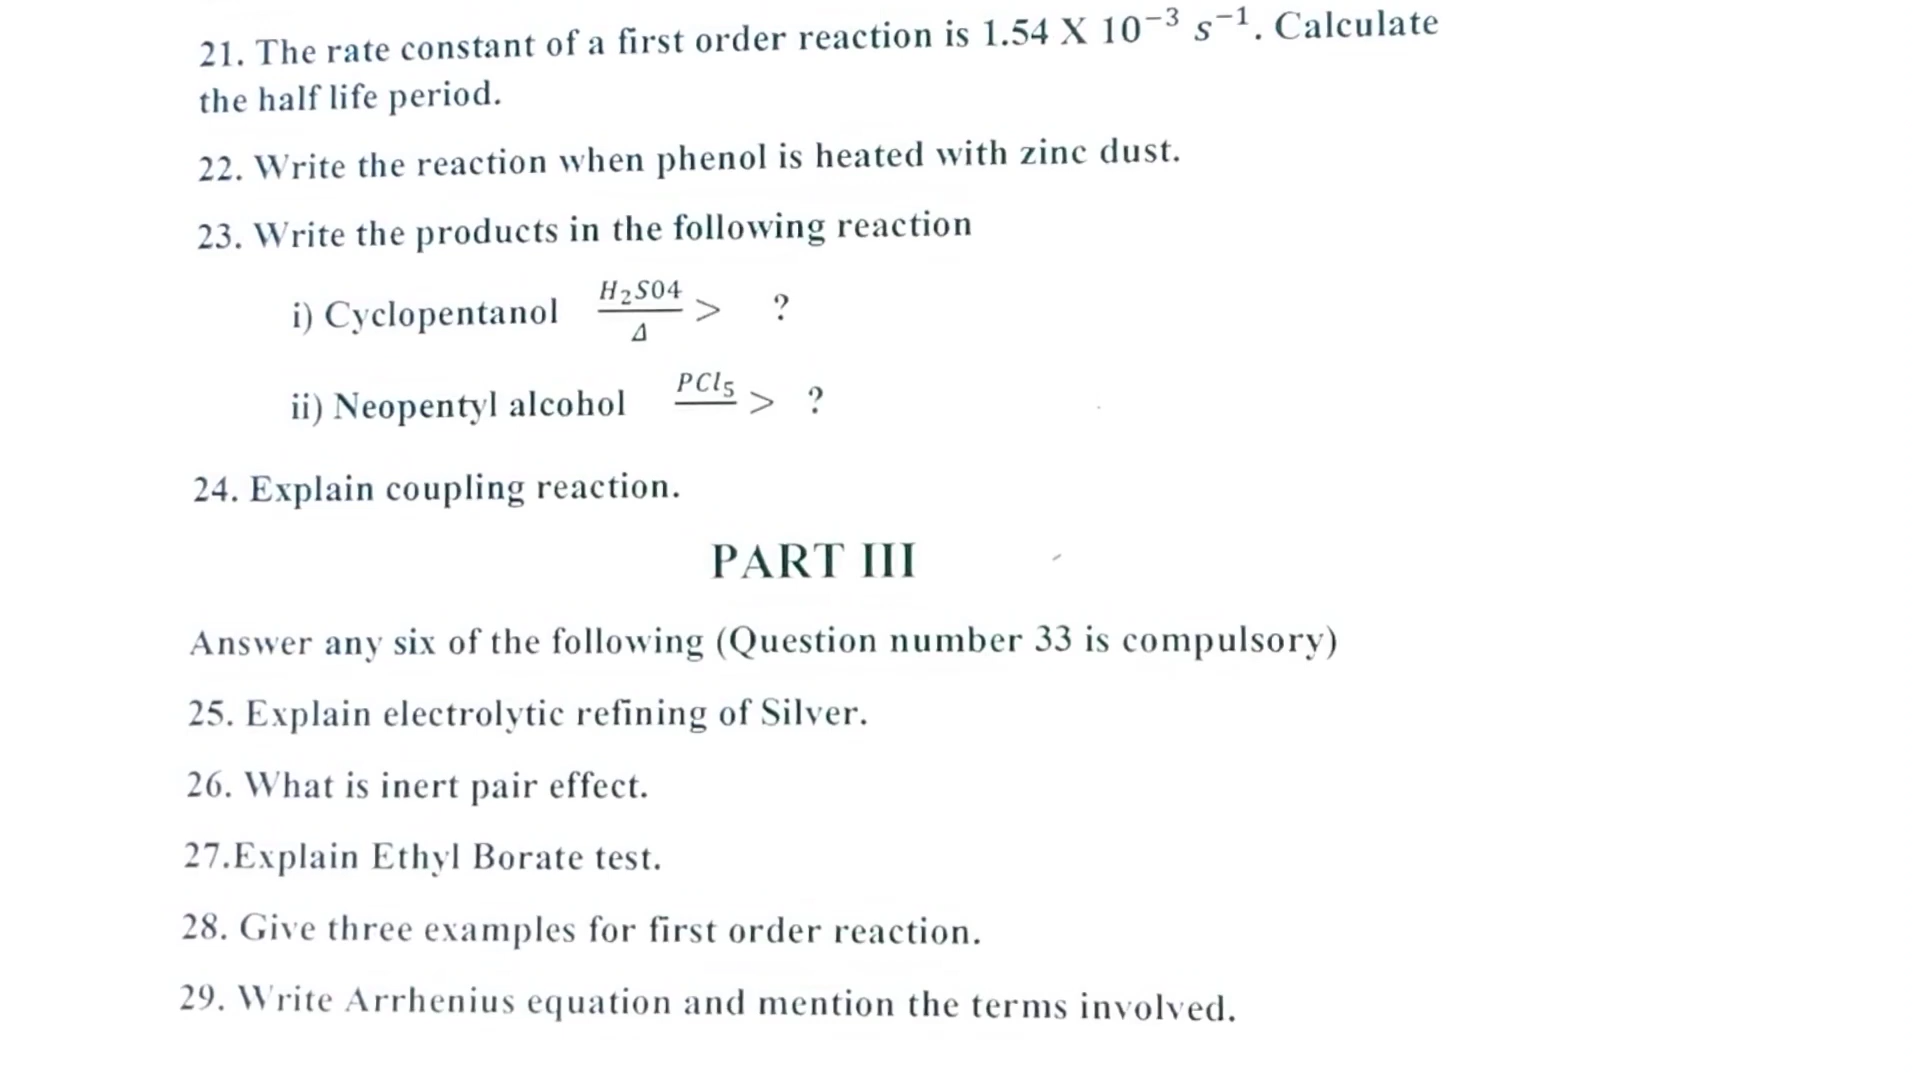 21. The rate constant of a first order reaction is 1.54 X 10⁻³ s⁻¹. Calculate
the half life period.
22. Write the reaction when phenol is heated with zinc dust.
23. Write the products in the following reaction
i) Cyclopentanol H₂S04 / Δ > ?
ii) Neopentyl alcohol PCl₅ > ?
24. Explain coupling reaction.
PART III
Answer any six of the following (Question number 33 is compulsory)
25. Explain electrolytic refining of Silver.
26. What is inert pair effect.
27.Explain Ethyl Borate test.
28. Give three examples for first order reaction.
29. Write Arrhenius equation and mention the terms involved.